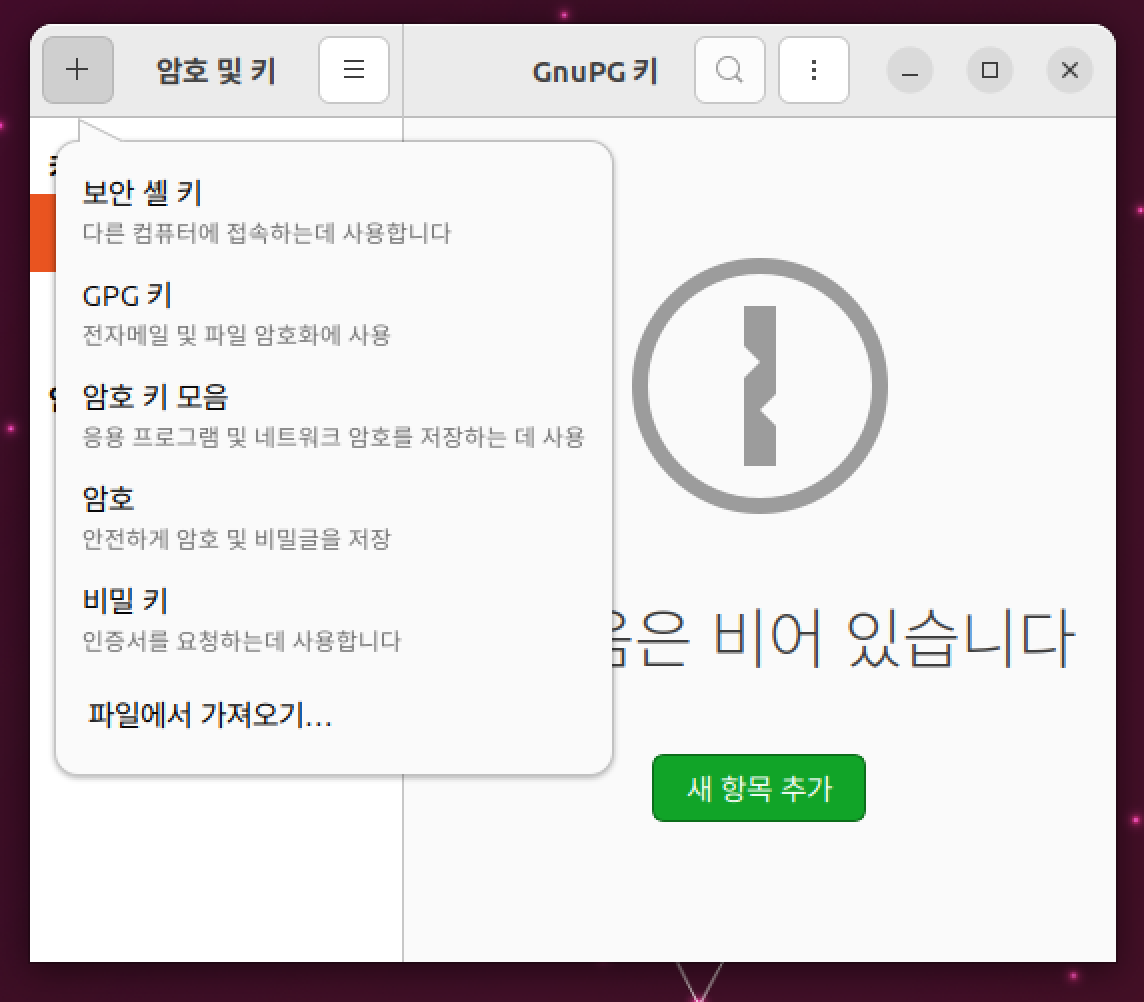 암호 및 키
GnuPG 키
보안 셸 키
다른 컴퓨터에 접속하는데 사용합니다
GPG 키
전자메일 및 파일 암호화에 사용
암호 키 모음
응용 프로그램 및 네트워크 암호를 저장하는 데 사용
암호
안전하게 암호 및 비밀글을 저장
비밀 키
인증서를 요청하는데 사용합니다
파일에서 가져오기...
비어 있습니다
새 항목 추가